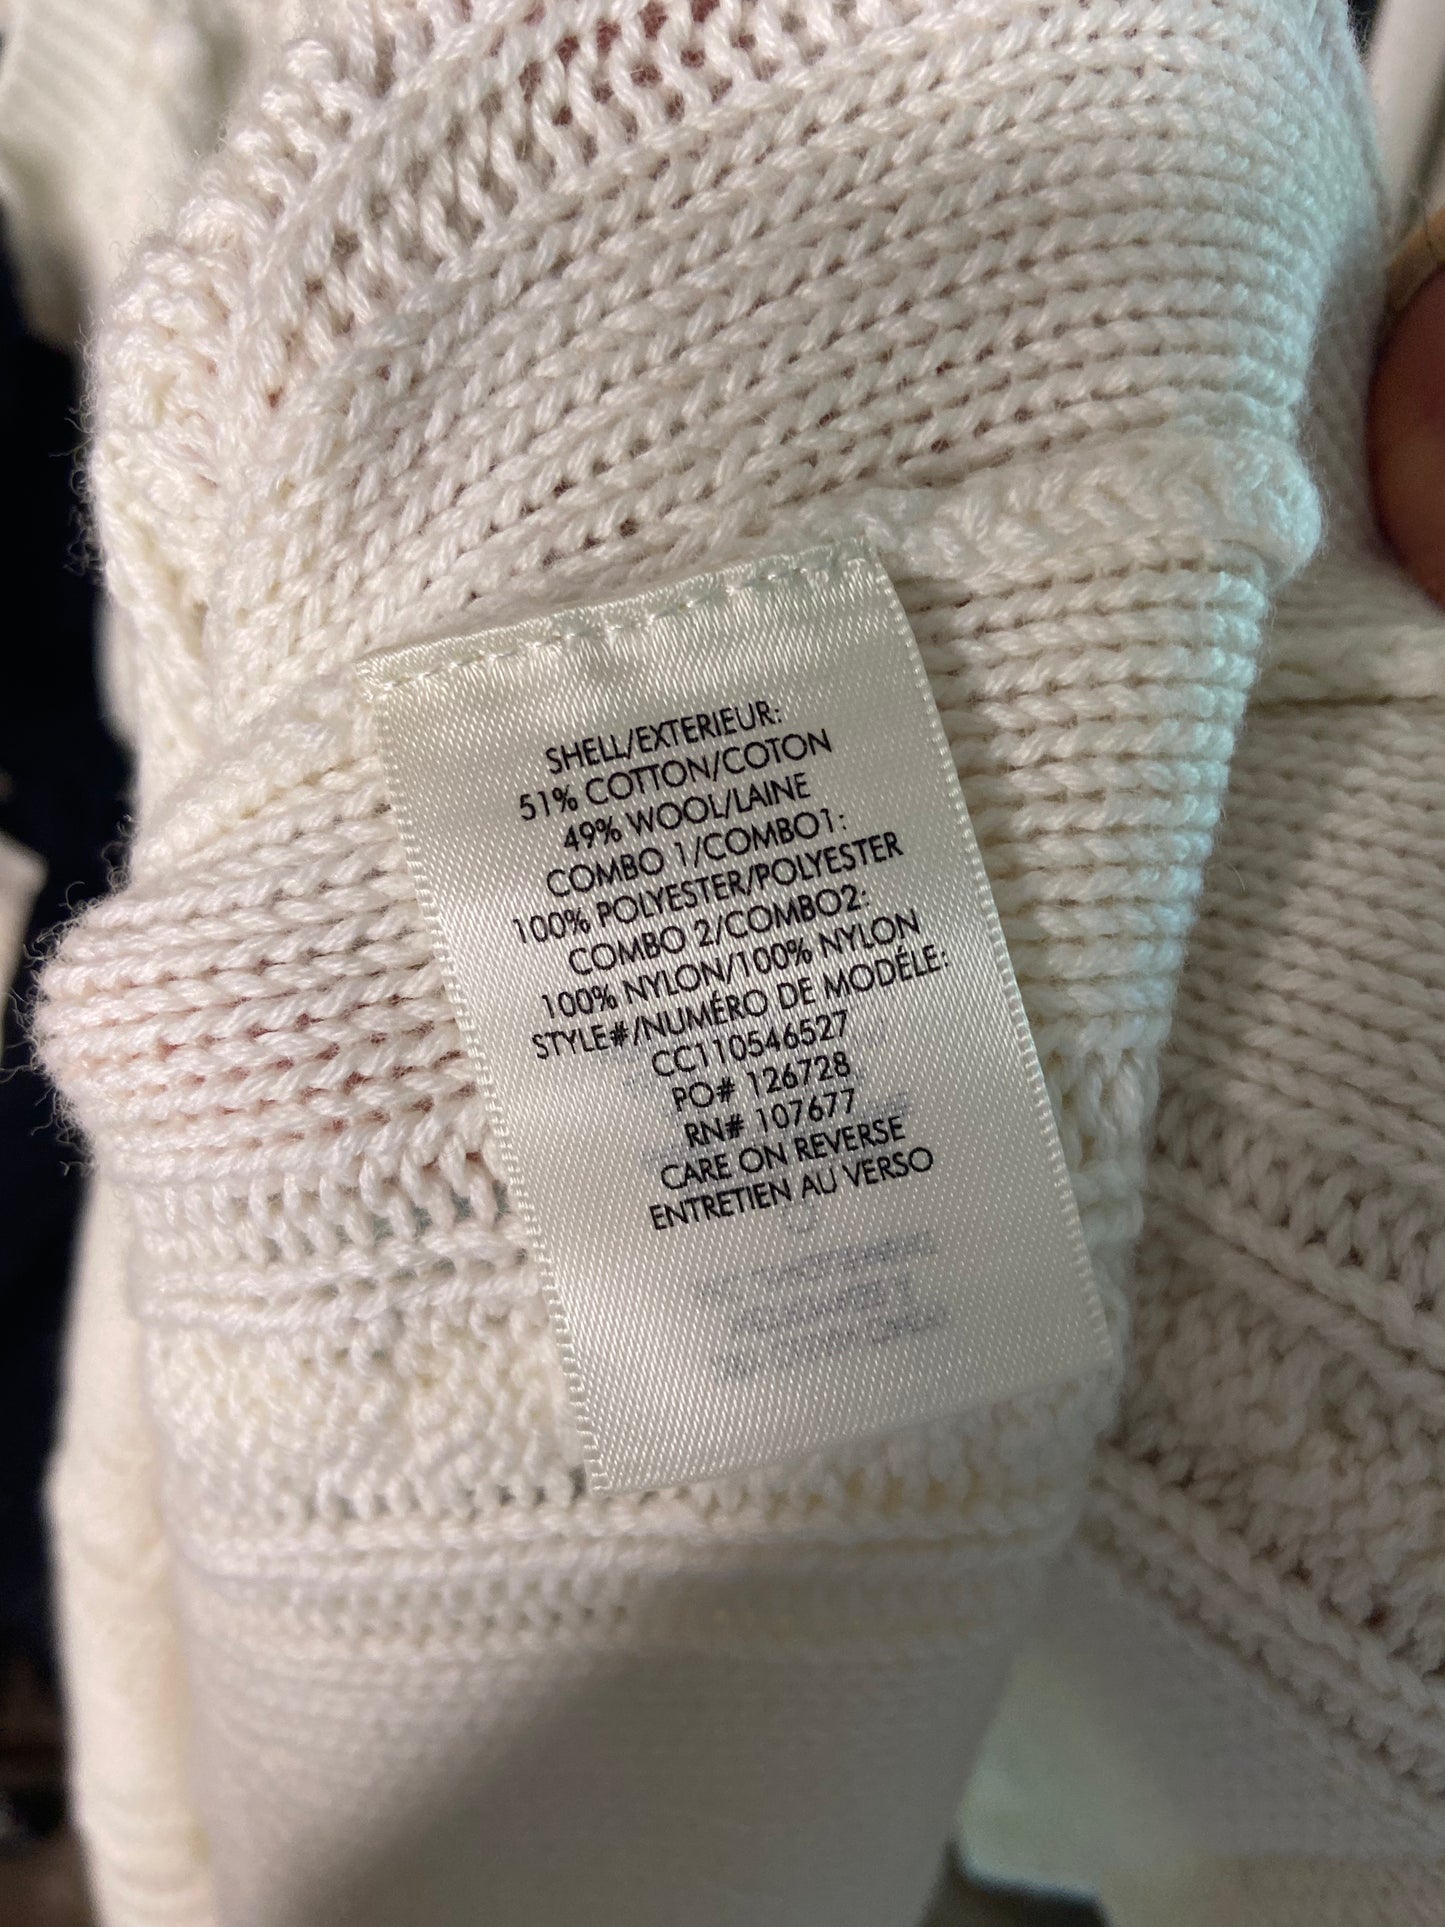 SHELL/EXTERIEUR:
51% COTTON/COTON
49% WOOL/LAINE
COMBO 1/COMBO1:
100% POLYESTER/POLYESTER
COMBO 2/COMBO2:
100% NYLON/100% NYLON
STYLE#/NUMÉRO DE MODÉLE:
CC110546527
PO# 126728
RN# 107677
CARE ON REVERSE
ENTRETIEN AU VERSO